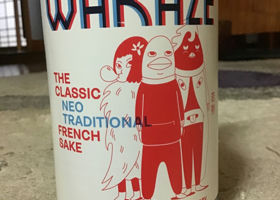 WAKAZE
THE
CLASSIC
NEO
TRADITIONAL
FRENCH
SAKE